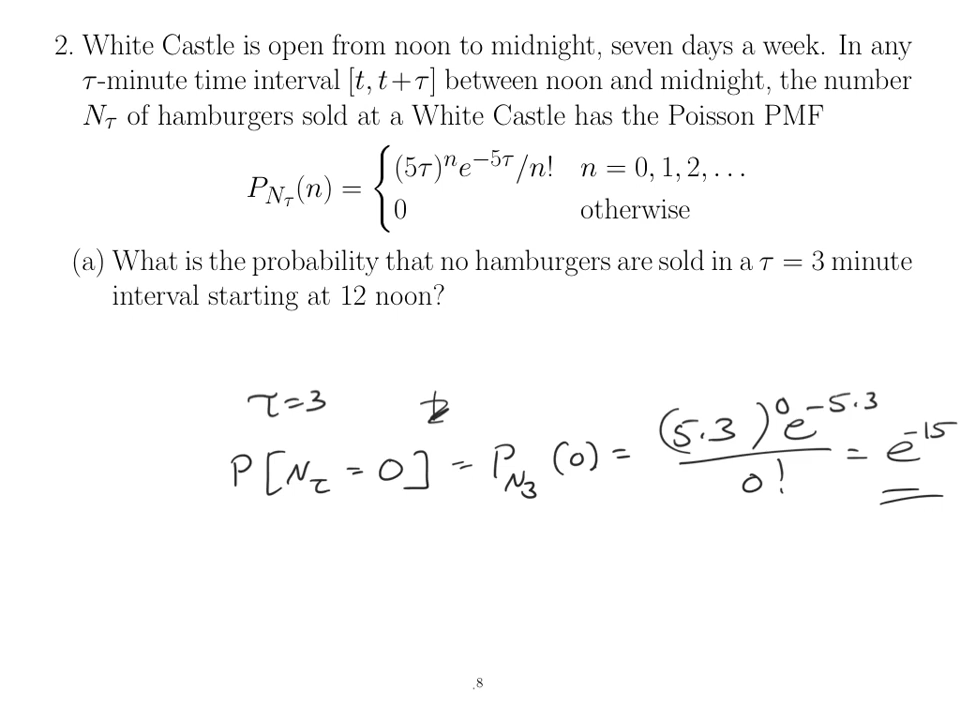 2. White Castle is open from noon to midnight, seven days a week. In any
τ-minute time interval [t, t+τ] between noon and midnight, the number
N_τ of hamburgers sold at a White Castle has the Poisson PMF
P_{N_τ}(n) = { (5τ)^n e^{−5τ}/n!   n = 0, 1, 2, . . .
0   otherwise
(a) What is the probability that no hamburgers are sold in a τ = 3 minute
interval starting at 12 noon?
τ=3
P[N_τ = 0] = P_{N_3}(0) = (5·3)^0 e^{−5·3} / 0! = e^{−15}
8